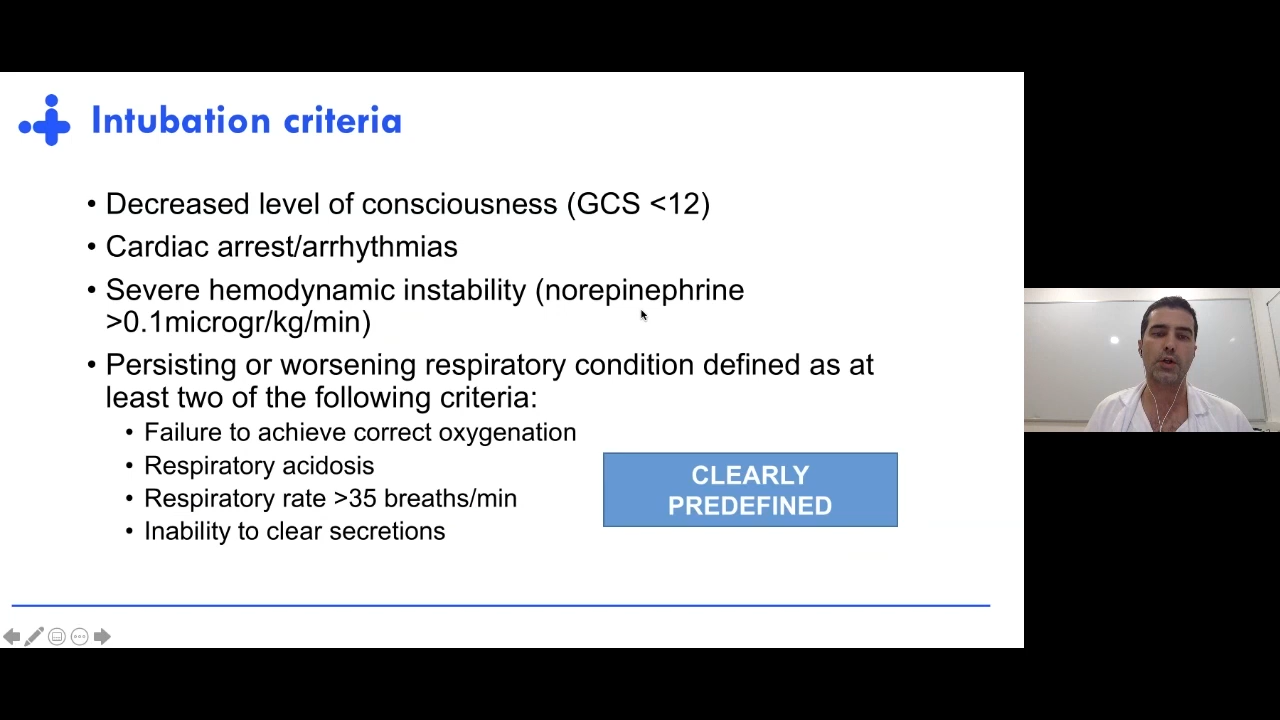 Intubation criteria
• Decreased level of consciousness (GCS <12)
• Cardiac arrest/arrhythmias
• Severe hemodynamic instability (norepinephrine
>0.1microgr/kg/min)
• Persisting or worsening respiratory condition defined as at
least two of the following criteria:
• Failure to achieve correct oxygenation
• Respiratory acidosis
• Respiratory rate >35 breaths/min
• Inability to clear secretions
CLEARLY
PREDEFINED